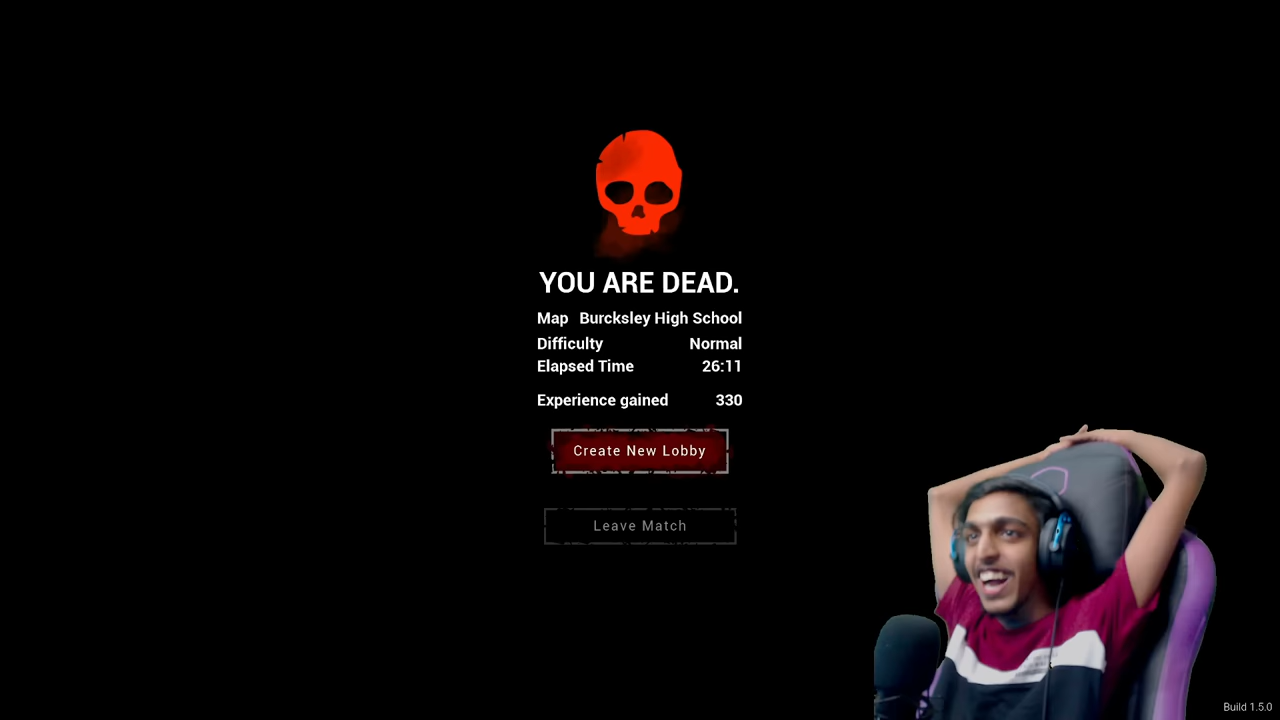 YOU ARE DEAD.
Map Burcksley High School
Difficulty Normal
Elapsed Time 26:11
Experience gained 330
Create New Lobby
Leave Match
Build 1.5.0